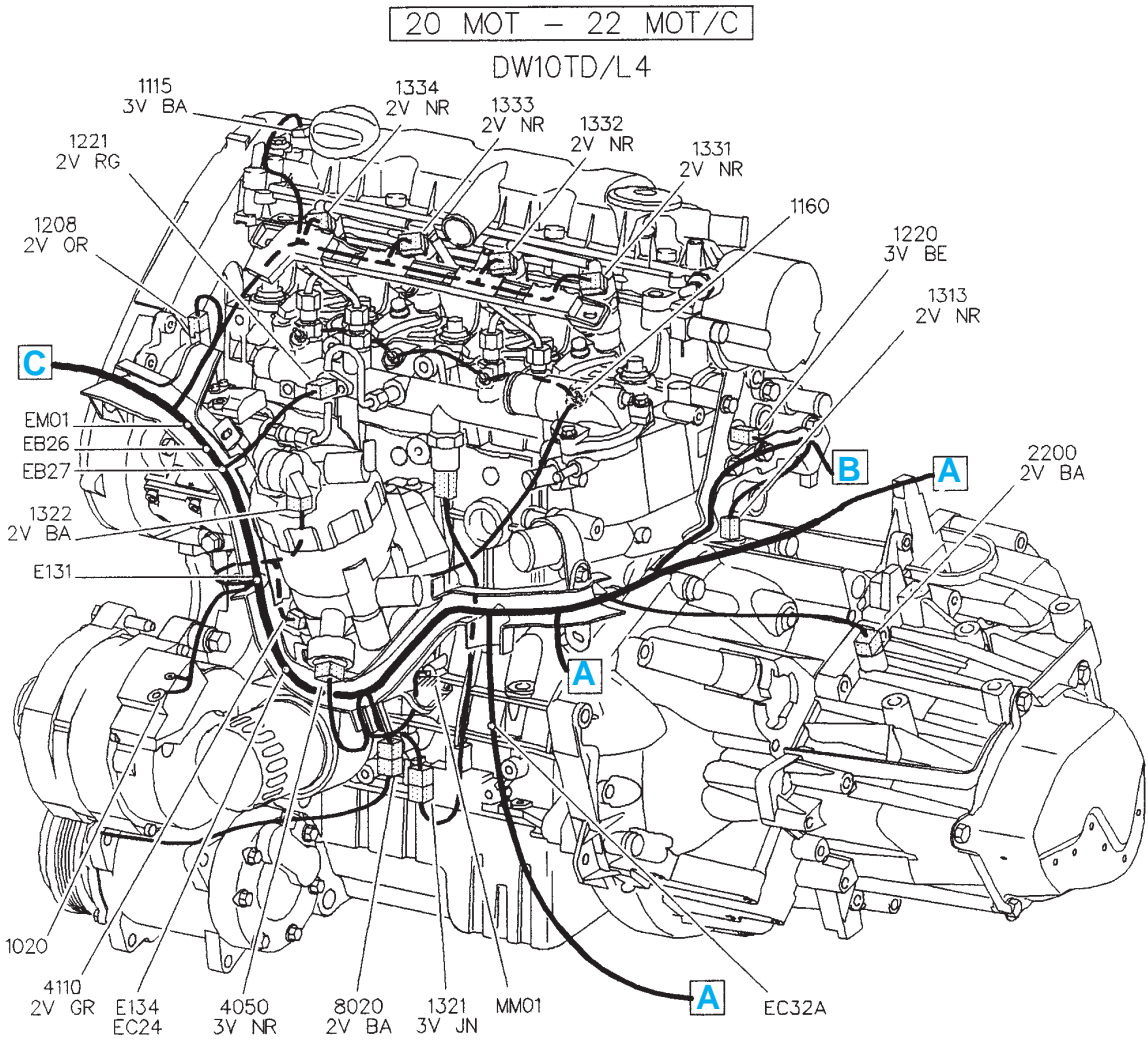 20 MOT – 22 MOT/C
DW10TD/L4
1115
3V BA
1334
2V NR
1333
2V NR
1332
2V NR
1331
2V NR
1221
2V RG
1160
1208
2V OR
1220
3V BE
1313
2V NR
C
EM01
EB26
EB27
B
A
2200
2V BA
1322
2V BA
E131
A
1020
4110
2V GR
E134
EC24
4050
3V NR
8020
2V BA
1321
3V JN
MM01
A
EC32A